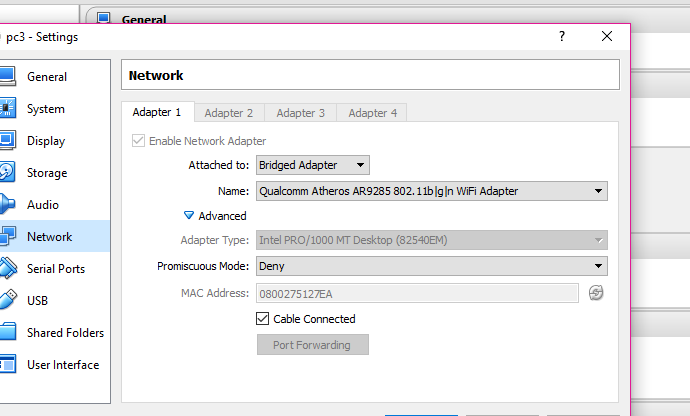 General
pc3 - Settings
?
General
System
Display
Storage
Audio
Network
Serial Ports
USB
Shared Folders
User Interface
Network
Adapter 1 Adapter 2 Adapter 3 Adapter 4
Enable Network Adapter
Attached to: Bridged Adapter
Name: Qualcomm Atheros AR9285 802.11b|g|n WiFi Adapter
Advanced
Adapter Type: Intel PRO/1000 MT Desktop (82540EM)
Promiscuous Mode: Deny
MAC Address: 0800275127EA
Cable Connected
Port Forwarding